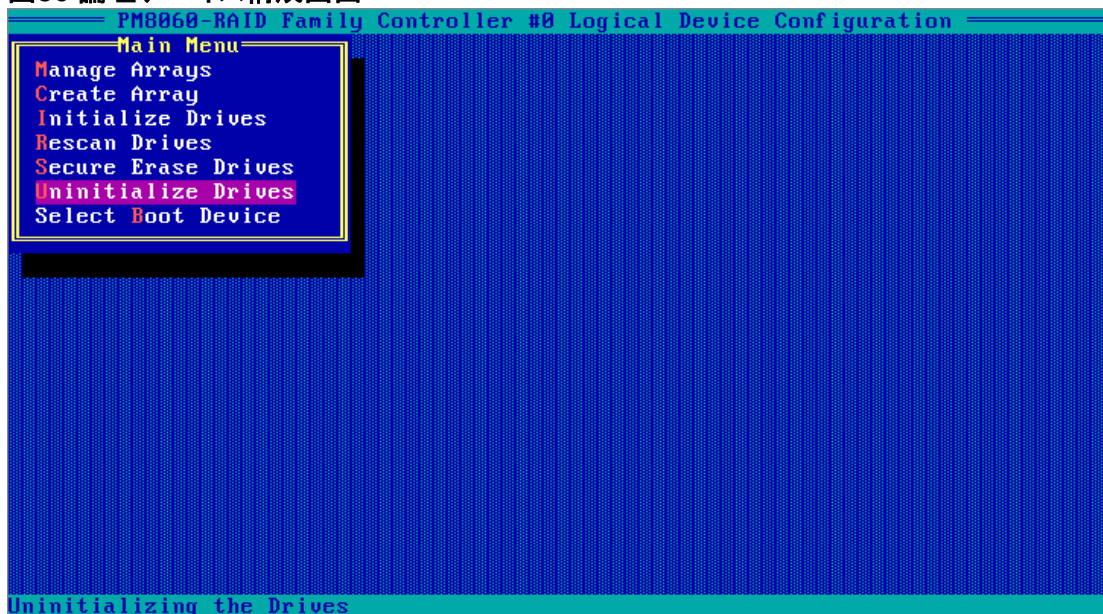 PM8060-RAID Family Controller #0 Logical Device Configuration
Main Menu
Manage Arrays
Create Array
Initialize Drives
Rescan Drives
Secure Erase Drives
Uninitialize Drives
Select Boot Device
Uninitializing the Drives